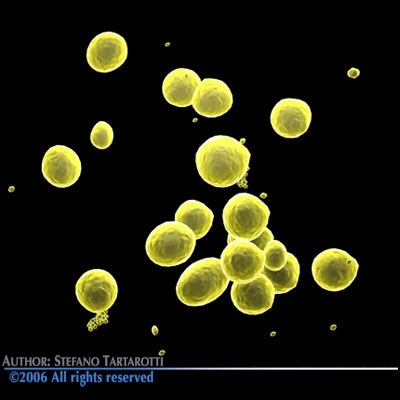 AUTHOR: STEFANO TARTAROTTI
©2006 All rights reserved